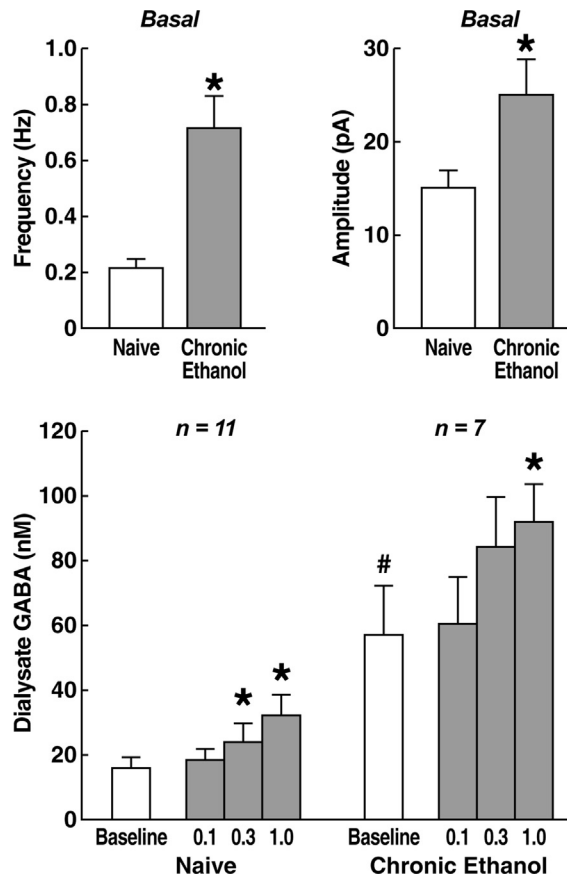 Basal
Frequency (Hz)
1.0
0.8
0.6
0.4
0.2
0
*
Naive
Chronic
Ethanol
Basal
Amplitude (pA)
30
20
10
0
*
Naive
Chronic
Ethanol
n = 11
n = 7
Dialysate GABA (nM)
120
100
80
60
40
20
0
*
*
#
*
Baseline 0.1 0.3 1.0
Naive
Baseline 0.1 0.3 1.0
Chronic Ethanol